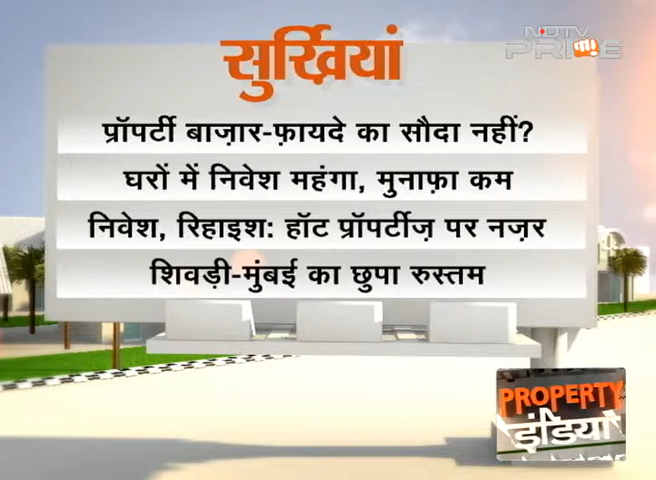 सुर्खियां
NDTV
PRIME
प्रॉपर्टी बाज़ार-फ़ायदे का सौदा नहीं?
घरों में निवेश महंगा, मुनाफ़ा कम
निवेश, रिहाइश: हॉट प्रॉपर्टीज़ पर नज़र
शिवड़ी-मुंबई का छुपा रुस्तम
PROPERTY
इंडिया